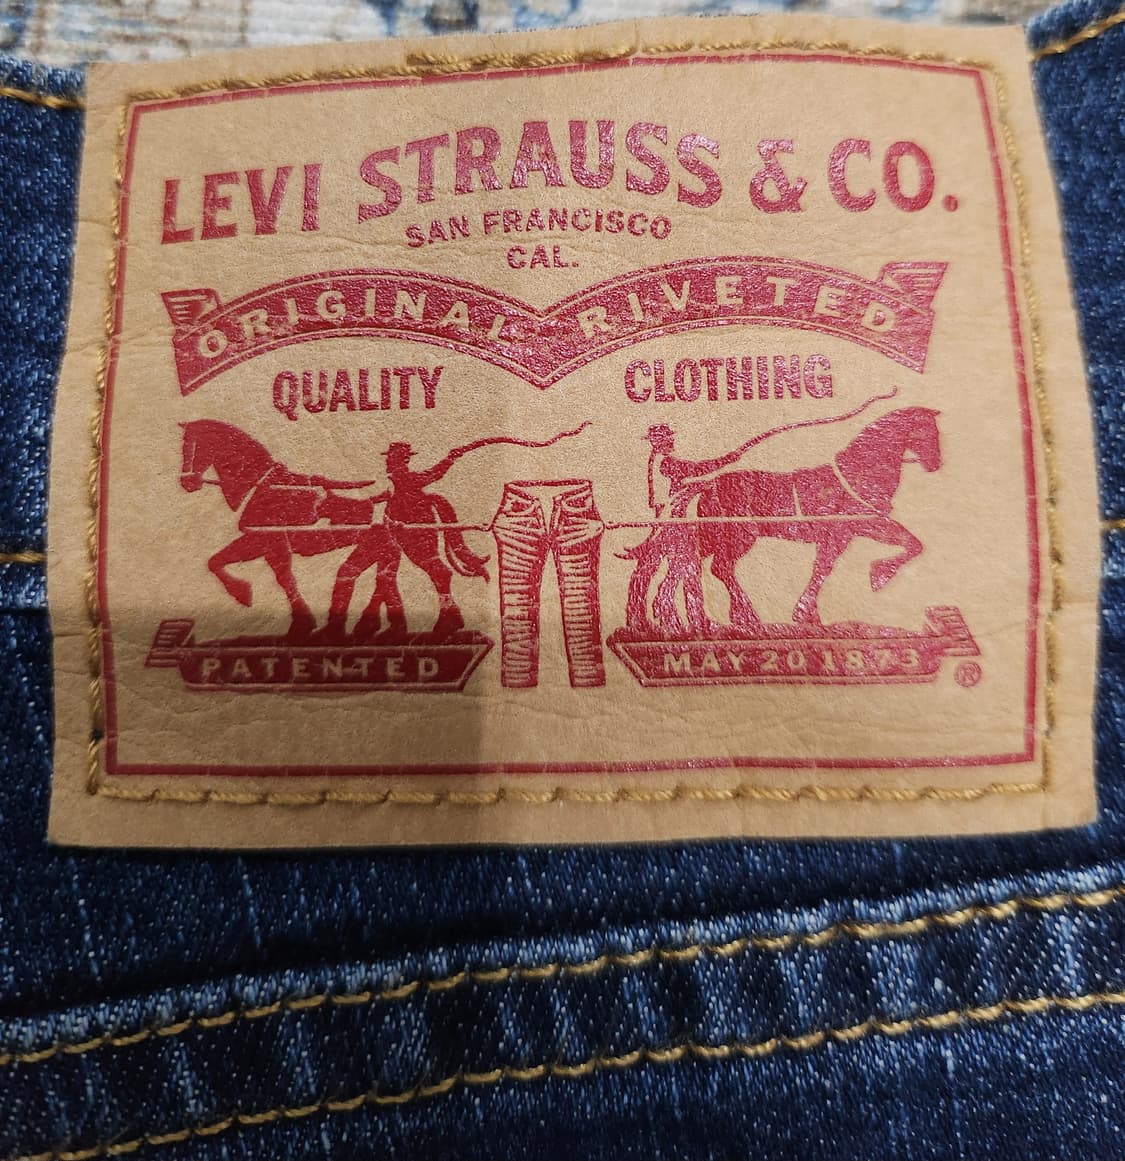 LEVI STRAUSS & CO.
SAN FRANCISCO
CAL.
ORIGINAL RIVETED
QUALITY CLOTHING
PATENTED MAY 20 1873 ®